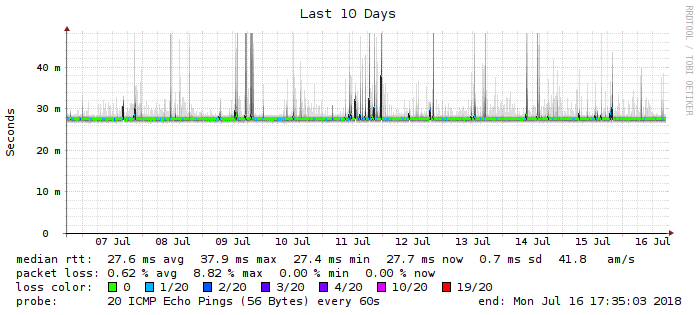 Last 10 Days
RRDTOOL / TOBI OETIKER
Seconds
40 m
30 m
20 m
10 m
0
07 Jul 08 Jul 09 Jul 10 Jul 11 Jul 12 Jul 13 Jul 14 Jul 15 Jul 16 Jul
median rtt: 27.6 ms avg 37.9 ms max 27.4 ms min 27.7 ms now 0.7 ms sd 41.8 am/s
packet loss: 0.62 % avg 8.82 % max 0.00 % min 0.00 % now
loss color: 0 1/20 2/20 3/20 4/20 10/20 19/20
probe: 20 ICMP Echo Pings (56 Bytes) every 60s end: Mon Jul 16 17:35:03 2018